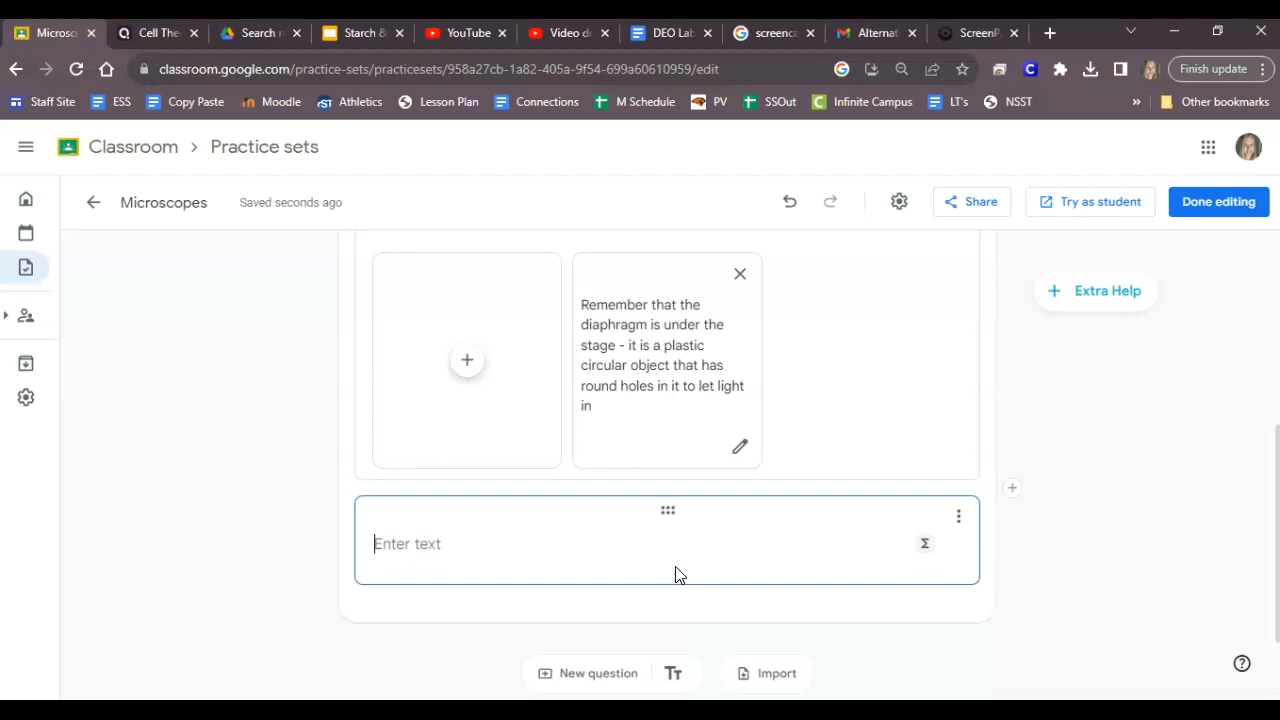 Microsc
Cell The
Search r
Starch &
YouTube
Video de
DEO Lab
screenca
Alternat
ScreenP
classroom.google.com/practice-sets/practicesets/958a27cb-1a82-405a-9f54-699a60610959/edit
Finish update
Staff Site
ESS
Copy Paste
Moodle
Athletics
Lesson Plan
Connections
M Schedule
PV
SSOut
Infinite Campus
LT's
NSST
»
Other bookmarks
Classroom > Practice sets
Microscopes
Saved seconds ago
Share
Try as student
Done editing
+ Extra Help
Remember that the
diaphragm is under the
stage - it is a plastic
circular object that has
round holes in it to let light
in
Enter text
Σ
New question
Tт
Import